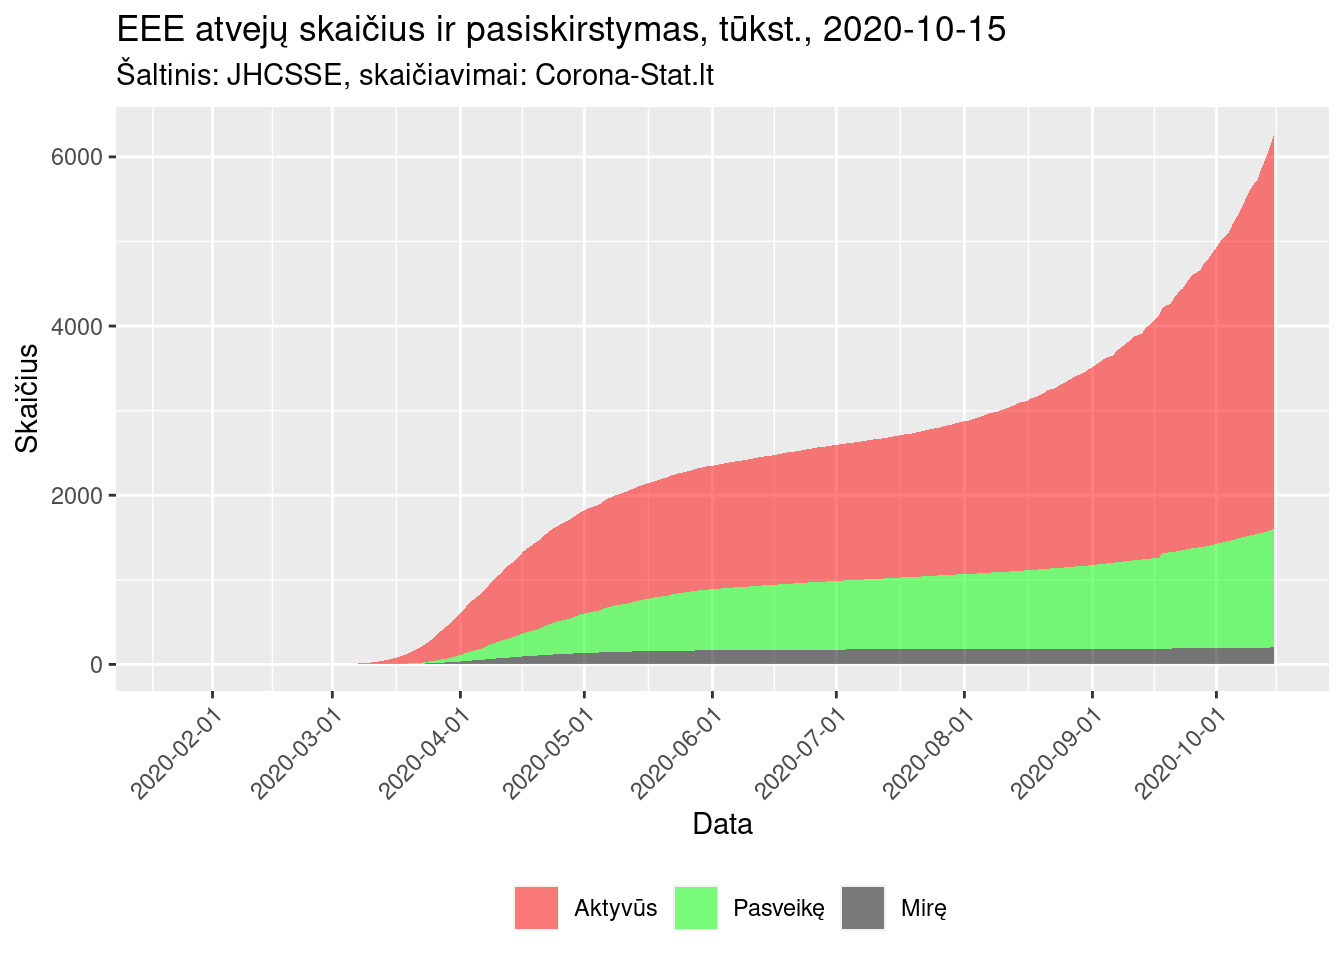 EEE atvejų skaičius ir pasiskirstymas, tūkst., 2020-10-15
Šaltinis: JHCSSE, skaičiavimai: Corona-Stat.lt
Skaičius
6000
4000
2000
0
2020-02-01
2020-03-01
2020-04-01
2020-05-01
2020-06-01
2020-07-01
2020-08-01
2020-09-01
2020-10-01
Data
Aktyvūs
Pasveikę
Mirę